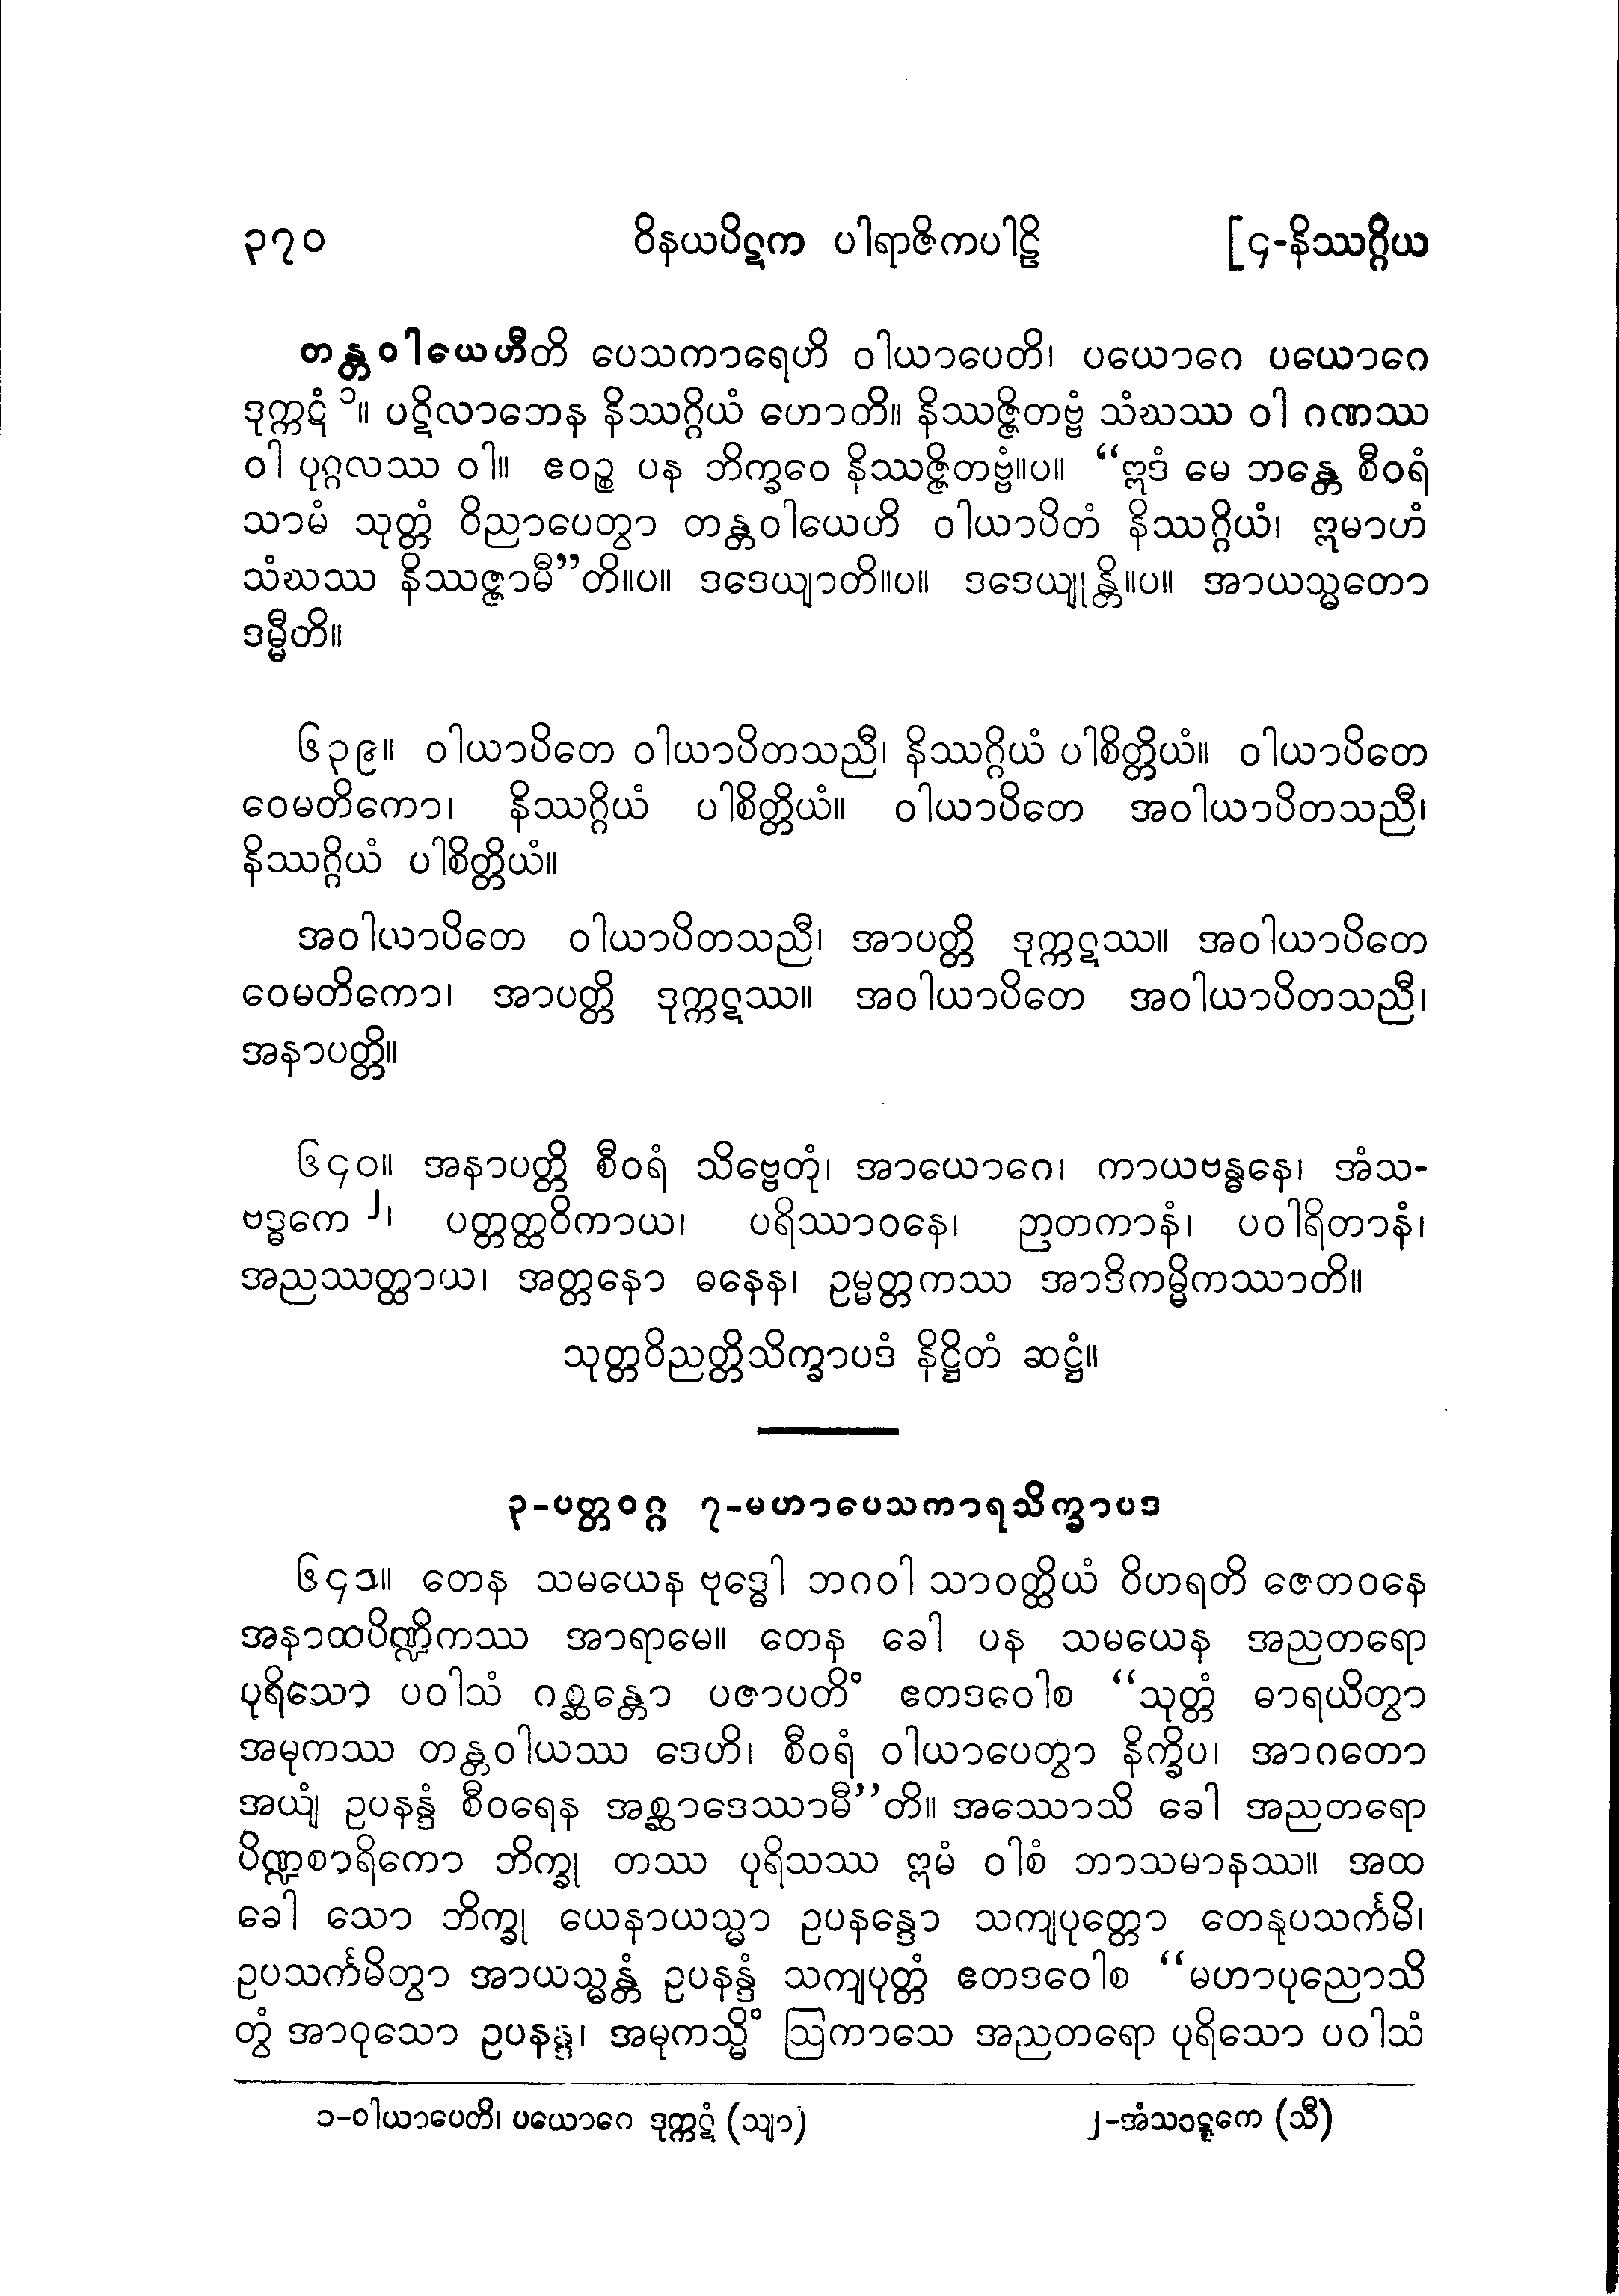 ၃၇၀ ဝိနယပိဋက ပါရာဇိကပါဠိ [၄-နိဿဂ္ဂိယ
တန္တဝါယေဟီတိ ပေသကာရေဟိ ဝါယာပေတိ၊ ပယောဂေ ပယောဂေ
ဒုက္ကဋံ ၁။ ပဋိလာဘေန နိဿဂ္ဂိယံ ဟောတိ။ နိဿဇ္ဇိတဗ္ဗံ သံဃဿ ဝါ ဂဏဿ
ဝါ ပုဂ္ဂလဿ ဝါ။ ဧဝဉ္စ ပန ဘိက္ခဝေ နိဿဇ္ဇိတဗ္ဗံ။ပ။ “ဣဒံ မေ ဘန္တေ စီဝရံ
သာမံ သုတ္တံ ဝိညာပေတွာ တန္တဝါယေဟိ ဝါယာပိတံ နိဿဂ္ဂိယံ၊ ဣမာဟံ
သံဃဿ နိဿဇ္ဇာမီ”တိ။ပ။ ဒဒေယျာတိ။ပ။ ဒဒေယျုန္တိ။ပ။ အာယသ္မတော
ဒမ္မီတိ။
၆၃၉။ ဝါယာပိတေ ဝါယာပိတသညီ၊ နိဿဂ္ဂိယံ ပါစိတ္တိယံ။ ဝါယာပိတေ
ဝေမတိကော၊ နိဿဂ္ဂိယံ ပါစိတ္တိယံ။ ဝါယာပိတေ အဝါယာပိတသညီ၊
နိဿဂ္ဂိယံ ပါစိတ္တိယံ။
အဝါယာပိတေ ဝါယာပိတသညီ၊ အာပတ္တိ ဒုက္ကဋဿ။ အဝါယာပိတေ
ဝေမတိကော၊ အာပတ္တိ ဒုက္ကဋဿ။ အဝါယာပိတေ အဝါယာပိတသညီ၊
အနာပတ္တိ။
၆၄၀။ အနာပတ္တိ စီဝရံ သိဗ္ဗေတုံ၊ အာယောဂေ၊ ကာယဗန္ဓနေ၊ အံသ-
ဗဒ္ဓကေ ၂၊ ပတ္တတ္ထဝိကာယ၊ ပရိဿာဝနေ၊ ဉာတကာနံ၊ ပဝါရိတာနံ၊
အညဿတ္ထာယ၊ အတ္တနော ဓနေန၊ ဥမ္မတ္တကဿ အာဒိကမ္မိကဿာတိ။
သုတ္တဝိညတ္တိသိက္ခာပဒံ နိဋ္ဌိတံ ဆဋ္ဌံ။
၃-ပတ္တဝဂ္ဂ ၇-မဟာပေသကာရသိက္ခာပဒ
၆၄၁။ တေန သမယေန ဗုဒ္ဓေါ ဘဂဝါ သာဝတ္ထိယံ ဝိဟရတိ ဇေတဝနေ
အနာထပိဏ္ဍိကဿ အာရာမေ။ တေန ခေါ ပန သမယေန အညတရော
ပုရိသော ပဝါသံ ဂစ္ဆန္တော ပဇာပတိံ ဧတဒဝေါစ “သုတ္တံ ဓာရယိတွာ
အမုကဿ တန္တဝါယဿ ဒေဟိ၊ စီဝရံ ဝါယာပေတွာ နိက္ခိပ၊ အာဂတော
အယျံ ဥပနန္ဒံ စီဝရေန အစ္ဆာဒေဿာမီ”တိ။ အဿောသိ ခေါ အညတရော
ပိဏ္ဍစာရိကော ဘိက္ခု တဿ ပုရိသဿ ဣမံ ဝါစံ ဘာသမာနဿ။ အထ
ခေါ သော ဘိက္ခု ယေနာယသ္မာ ဥပနန္ဒော သကျပုတ္တော တေနုပသင်္ကမိ၊
ဥပသင်္ကမိတွာ အာယသ္မန္တံ ဥပနန္ဒံ သကျပုတ္တံ ဧတဒဝေါစ “မဟာပုညောသိ
တွံ အာဝုသော ဥပနန္ဒ၊ အမုကသ္မိံ ဩကာသေ အညတရော ပုရိသော ပဝါသံ
၁-ဝါယာပေတိ၊ ပယောဂေ ဒုက္ကဋံ (သျာ) ၂-အံသဝဋ္ဋကေ (သီ)